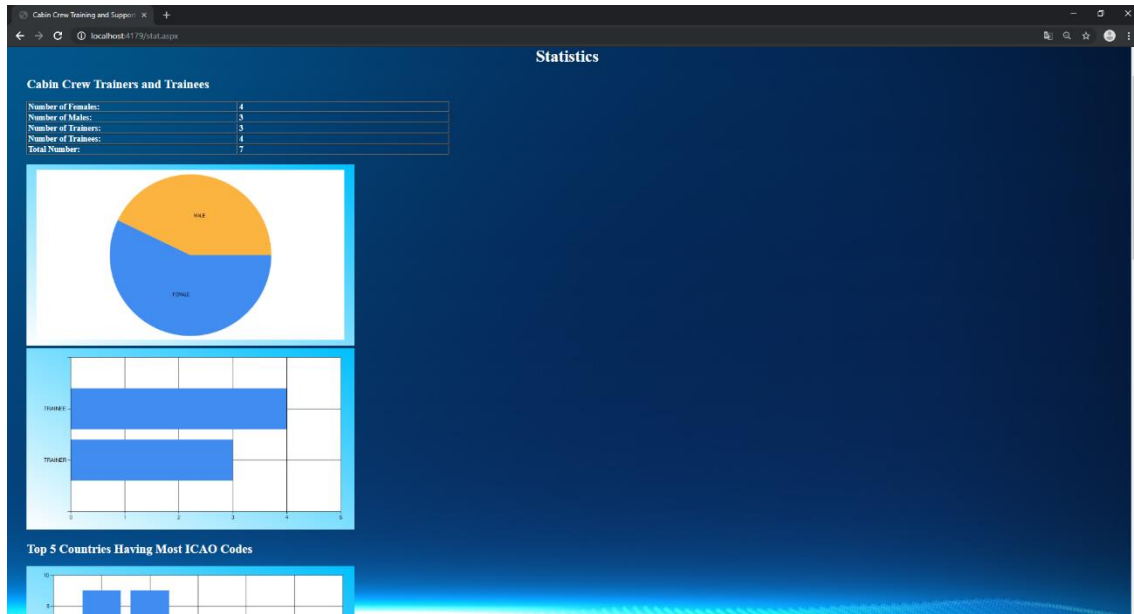 Cabin Crew Training and Support
localhost:4179/stat.aspx
Statistics
Cabin Crew Trainers and Trainees
Number of Females: 4
Number of Males: 3
Number of Trainers: 3
Number of Trainees: 4
Total Number: 7
MALE
FEMALE
TRAINEE
TRAINER
0 1 2 3 4 5
Top 5 Countries Having Most ICAO Codes
10
8